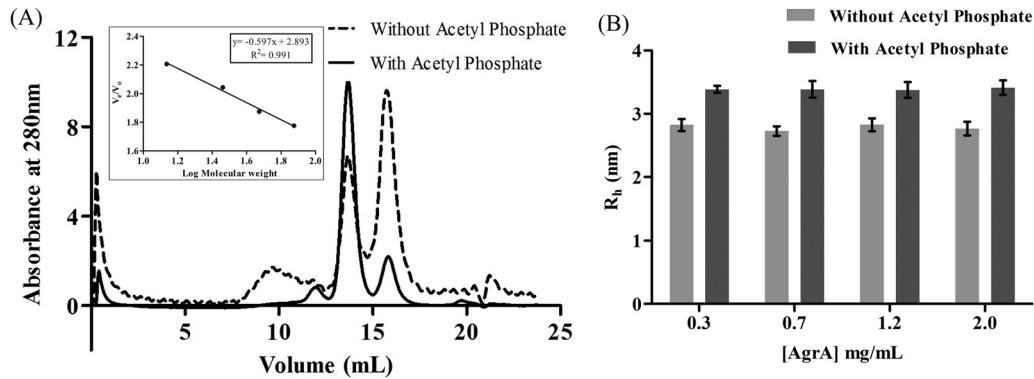 (A)
Without Acetyl Phosphate
With Acetyl Phosphate
Absorbance at 280nm
12
8
4
0
5
10
15
20
25
Volume (mL)
y= -0.597x + 2.893
R²= 0.991
Vₑ/Vₒ
2.4
2.2
2.0
1.8
1.6
1.0
1.2
1.4
1.6
1.8
2.0
Log Molecular weight
(B)
Without Acetyl Phosphate
With Acetyl Phosphate
Rₕ (nm)
4
3
2
1
0
0.3
0.7
1.2
2.0
[AgrA] mg/mL